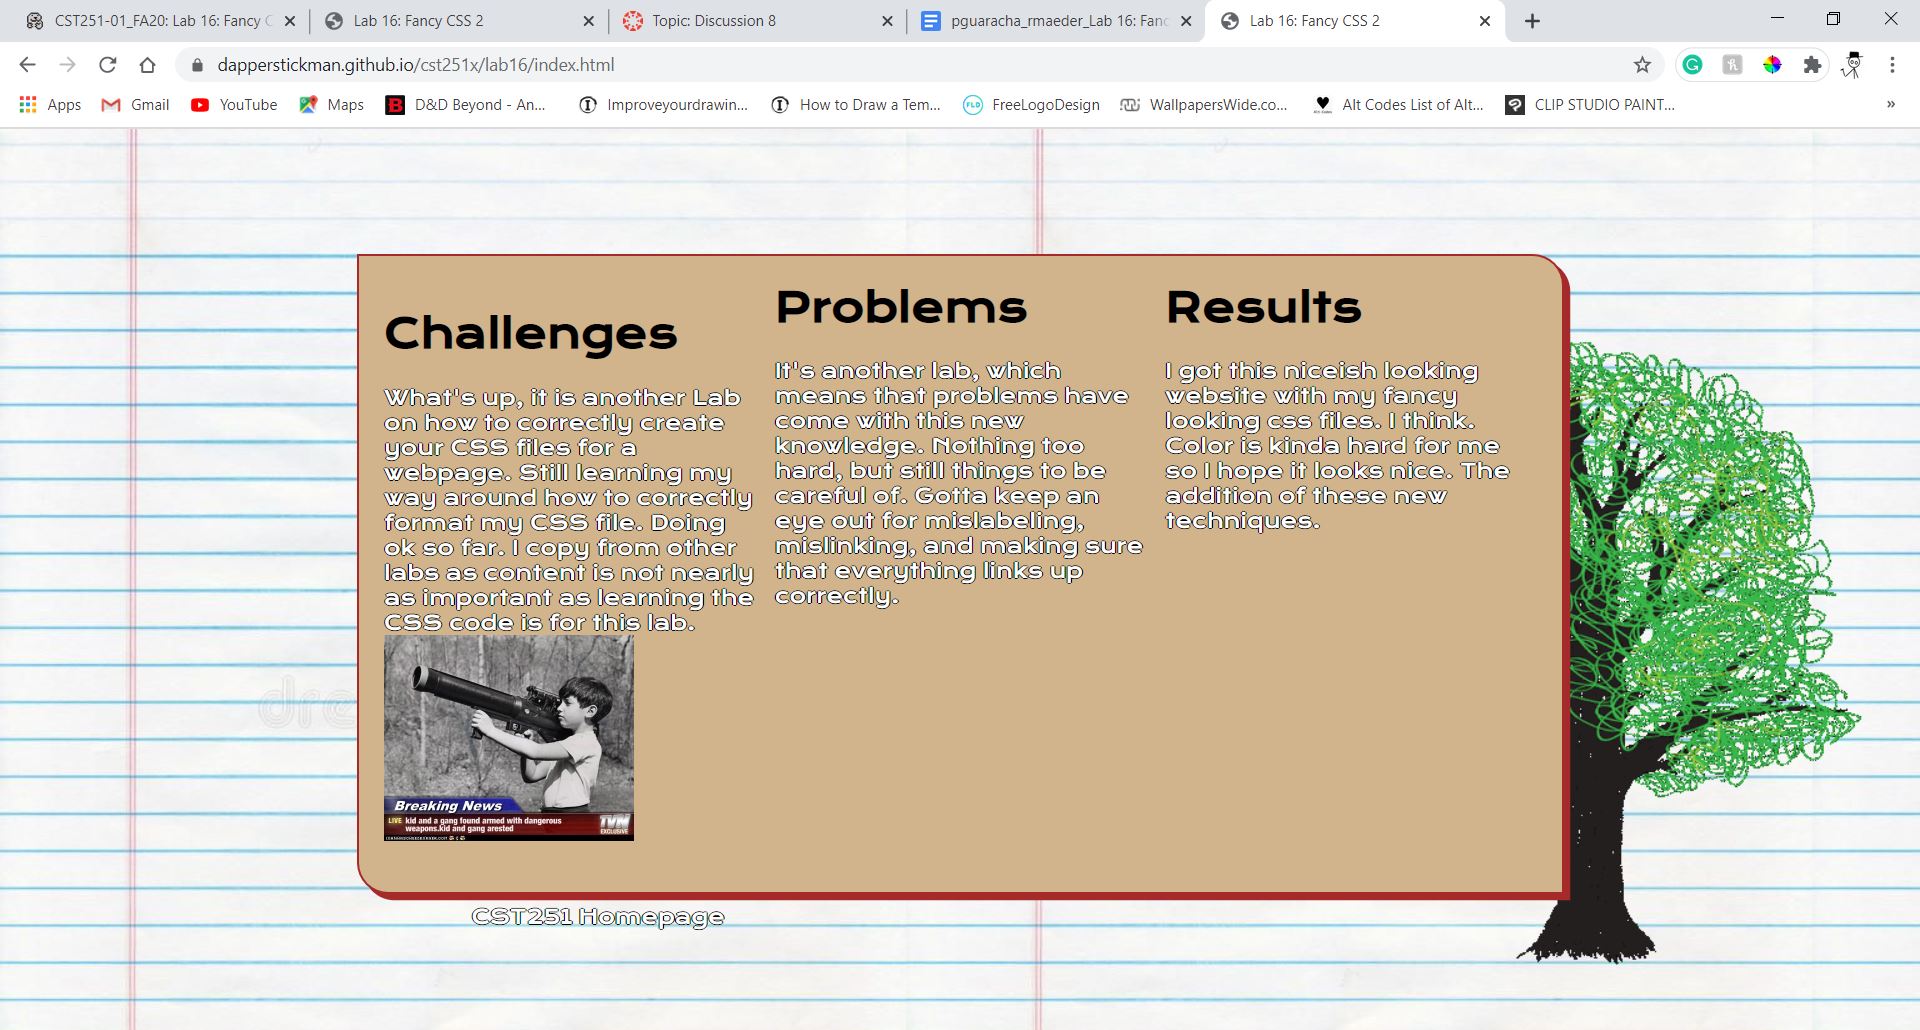 CST251-01_FA20: Lab 16: Fancy C
Lab 16: Fancy CSS 2
Topic: Discussion 8
pguaracha_rmaeder_Lab 16: Fanc
Lab 16: Fancy CSS 2
dapperstickman.github.io/cst251x/lab16/index.html
Apps
Gmail
YouTube
Maps
D&D Beyond - An...
Improveyourdrawin...
How to Draw a Tem...
FLD
FreeLogoDesign
WallpapersWide.co...
Alt Codes List of Alt...
CLIP STUDIO PAINT...
»
Challenges
What's up, it is another Lab
on how to correctly create
your CSS files for a
webpage. Still learning my
way around how to correctly
format my CSS file. Doing
ok so far. I copy from other
labs as content is not nearly
as important as learning the
CSS code is for this lab.
Breaking News
LIVE kid and a gang found armed with dangerous
weapons.kid and gang arested
TVN
EXCLUSIVE
Problems
It's another lab, which
means that problems have
come with this new
knowledge. Nothing too
hard, but still things to be
careful of. Gotta keep an
eye out for mislabeling,
mislinking, and making sure
that everything links up
correctly.
Results
I got this niceish looking
website with my fancy
looking css files. I think.
Color is kinda hard for me
so I hope it looks nice. The
addition of these new
techniques.
dre
CST251 Homepage